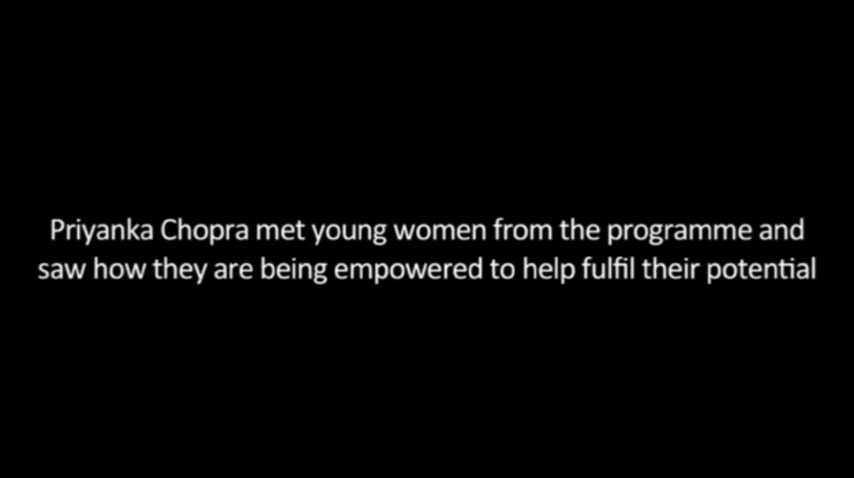 Priyanka Chopra met young women from the programme and
saw how they are being empowered to help fulfil their potential